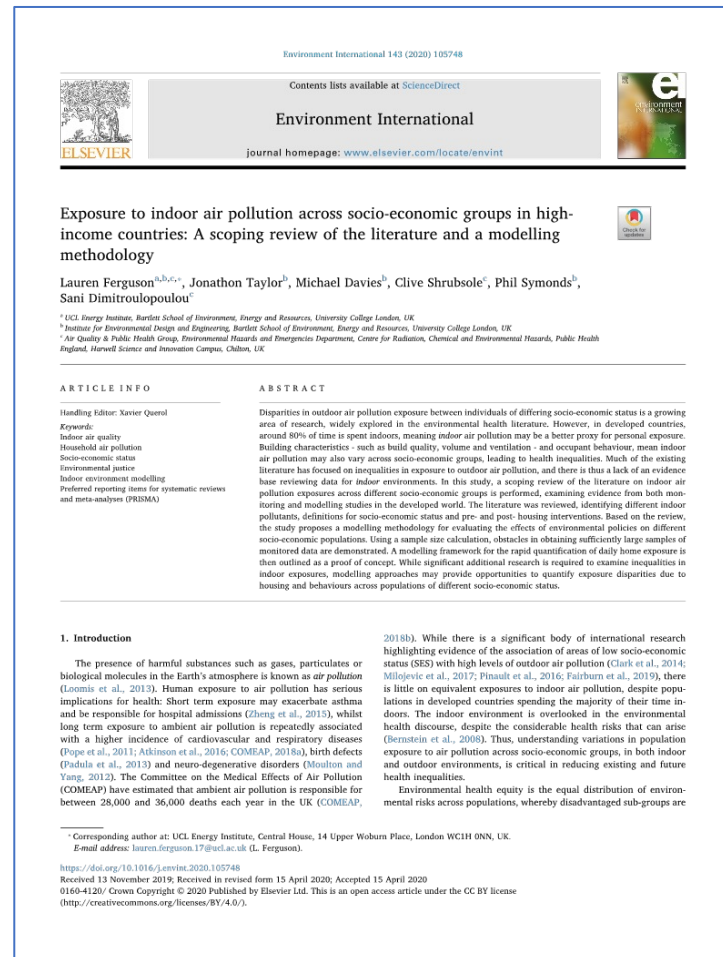 Environment International 143 (2020) 105748
Contents lists available at ScienceDirect
Environment International
journal homepage: www.elsevier.com/locate/envint
ELSEVIER
environment
INTERNATIONAL
Exposure to indoor air pollution across socio-economic groups in high-
income countries: A scoping review of the literature and a modelling
methodology
Check for
updates
Lauren Ferguson a,b,c,*, Jonathon Taylor b, Michael Davies b, Clive Shrubsole c, Phil Symonds b,
Sani Dimitroulopoulou c
a UCL Energy Institute, Bartlett School of Environment, Energy and Resources, University College London, UK
b Institute for Environmental Design and Engineering, Bartlett School of Environment, Energy and Resources, University College London, UK
c Air Quality & Public Health Group, Environmental Hazards and Emergencies Department, Centre for Radiation, Chemical and Environmental Hazards, Public Health
England, Harwell Science and Innovation Campus, Chilton, UK
ARTICLE INFO
Handling Editor: Xavier Querol
Keywords:
Indoor air quality
Household air pollution
Socio-economic status
Environmental justice
Indoor environment modelling
Preferred reporting items for systematic reviews
and meta-analyses (PRISMA)
ABSTRACT
Disparities in outdoor air pollution exposure between individuals of differing socio-economic status is a growing
area of research, widely explored in the environmental health literature. However, in developed countries,
around 80% of time is spent indoors, meaning indoor air pollution may be a better proxy for personal exposure.
Building characteristics - such as build quality, volume and ventilation - and occupant behaviour, mean indoor
air pollution may also vary across socio-economic groups, leading to health inequalities. Much of the existing
literature has focused on inequalities in exposure to outdoor air pollution, and there is thus a lack of an evidence
base reviewing data for indoor environments. In this study, a scoping review of the literature on indoor air
pollution exposures across different socio-economic groups is performed, examining evidence from both mon-
itoring and modelling studies in the developed world. The literature was reviewed, identifying different indoor
pollutants, definitions for socio-economic status and pre- and post- housing interventions. Based on the review,
the study proposes a modelling methodology for evaluating the effects of environmental policies on different
socio-economic populations. Using a sample size calculation, obstacles in obtaining sufficiently large samples of
monitored data are demonstrated. A modelling framework for the rapid quantification of daily home exposure is
then outlined as a proof of concept. While significant additional research is required to examine inequalities in
indoor exposures, modelling approaches may provide opportunities to quantify exposure disparities due to
housing and behaviours across populations of different socio-economic status.
1. Introduction
The presence of harmful substances such as gases, particulates or
biological molecules in the Earth's atmosphere is known as air pollution
(Loomis et al., 2013). Human exposure to air pollution has serious
implications for health: Short term exposure may exacerbate asthma
and be responsible for hospital admissions (Zheng et al., 2015), whilst
long term exposure to ambient air pollution is repeatedly associated
with a higher incidence of cardiovascular and respiratory diseases
(Pope et al., 2011; Atkinson et al., 2016; COMEAP, 2018a), birth defects
(Padula et al., 2013) and neuro-degenerative disorders (Moulton and
Yang, 2012). The Committee on the Medical Effects of Air Pollution
(COMEAP) have estimated that ambient air pollution is responsible for
between 28,000 and 36,000 deaths each year in the UK (COMEAP,
2018b). While there is a significant body of international research
highlighting evidence of the association of areas of low socio-economic
status (SES) with high levels of outdoor air pollution (Clark et al., 2014;
Milojevic et al., 2017; Pinault et al., 2016; Fairburn et al., 2019), there
is little on equivalent exposures to indoor air pollution, despite popu-
lations in developed countries spending the majority of their time in-
doors. The indoor environment is overlooked in the environmental
health discourse, despite the considerable health risks that can arise
(Bernstein et al., 2008). Thus, understanding variations in population
exposure to air pollution across socio-economic groups, in both indoor
and outdoor environments, is critical in reducing existing and future
health inequalities.
Environmental health equity is the equal distribution of environ-
mental risks across populations, whereby disadvantaged sub-groups are
* Corresponding author at: UCL Energy Institute, Central House, 14 Upper Woburn Place, London WC1H 0NN, UK.
E-mail address: lauren.ferguson.17@ucl.ac.uk (L. Ferguson).
https://doi.org/10.1016/j.envint.2020.105748
Received 13 November 2019; Received in revised form 15 April 2020; Accepted 15 April 2020
0160-4120/ Crown Copyright © 2020 Published by Elsevier Ltd. This is an open access article under the CC BY license
(http://creativecommons.org/licenses/BY/4.0/).